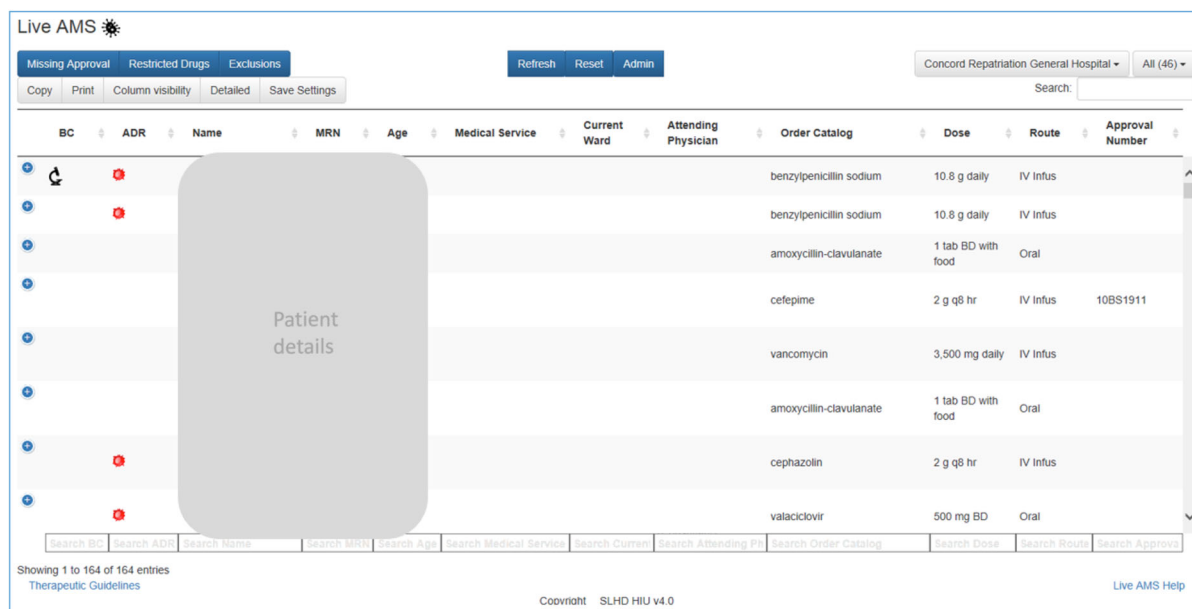 Live AMS
Missing Approval Restricted Drugs Exclusions Refresh Reset Admin Concord Repatriation General Hospital All (46)
Copy Print Column visibility Detailed Save Settings Search:
BC ADR Name MRN Age Medical Service Current Ward Attending Physician Order Catalog Dose Route Approval Number
benzylpenicillin sodium 10.8 g daily IV Infus
benzylpenicillin sodium 10.8 g daily IV Infus
amoxycillin-clavulanate 1 tab BD with food Oral
cefepime 2 g q8 hr IV Infus 10BS1911
Patient details
vancomycin 3,500 mg daily IV Infus
amoxycillin-clavulanate 1 tab BD with food Oral
cephazolin 2 g q8 hr IV Infus
valaciclovir 500 mg BD Oral
Search BC Search ADR Search Name Search MRN Search Age Search Medical Service Search Curren Search Attending Ph Search Order Catalog Search Dose Search Route Search Approva
Showing 1 to 164 of 164 entries
Therapeutic Guidelines Live AMS Help
Copyright SLHD HIU v4.0